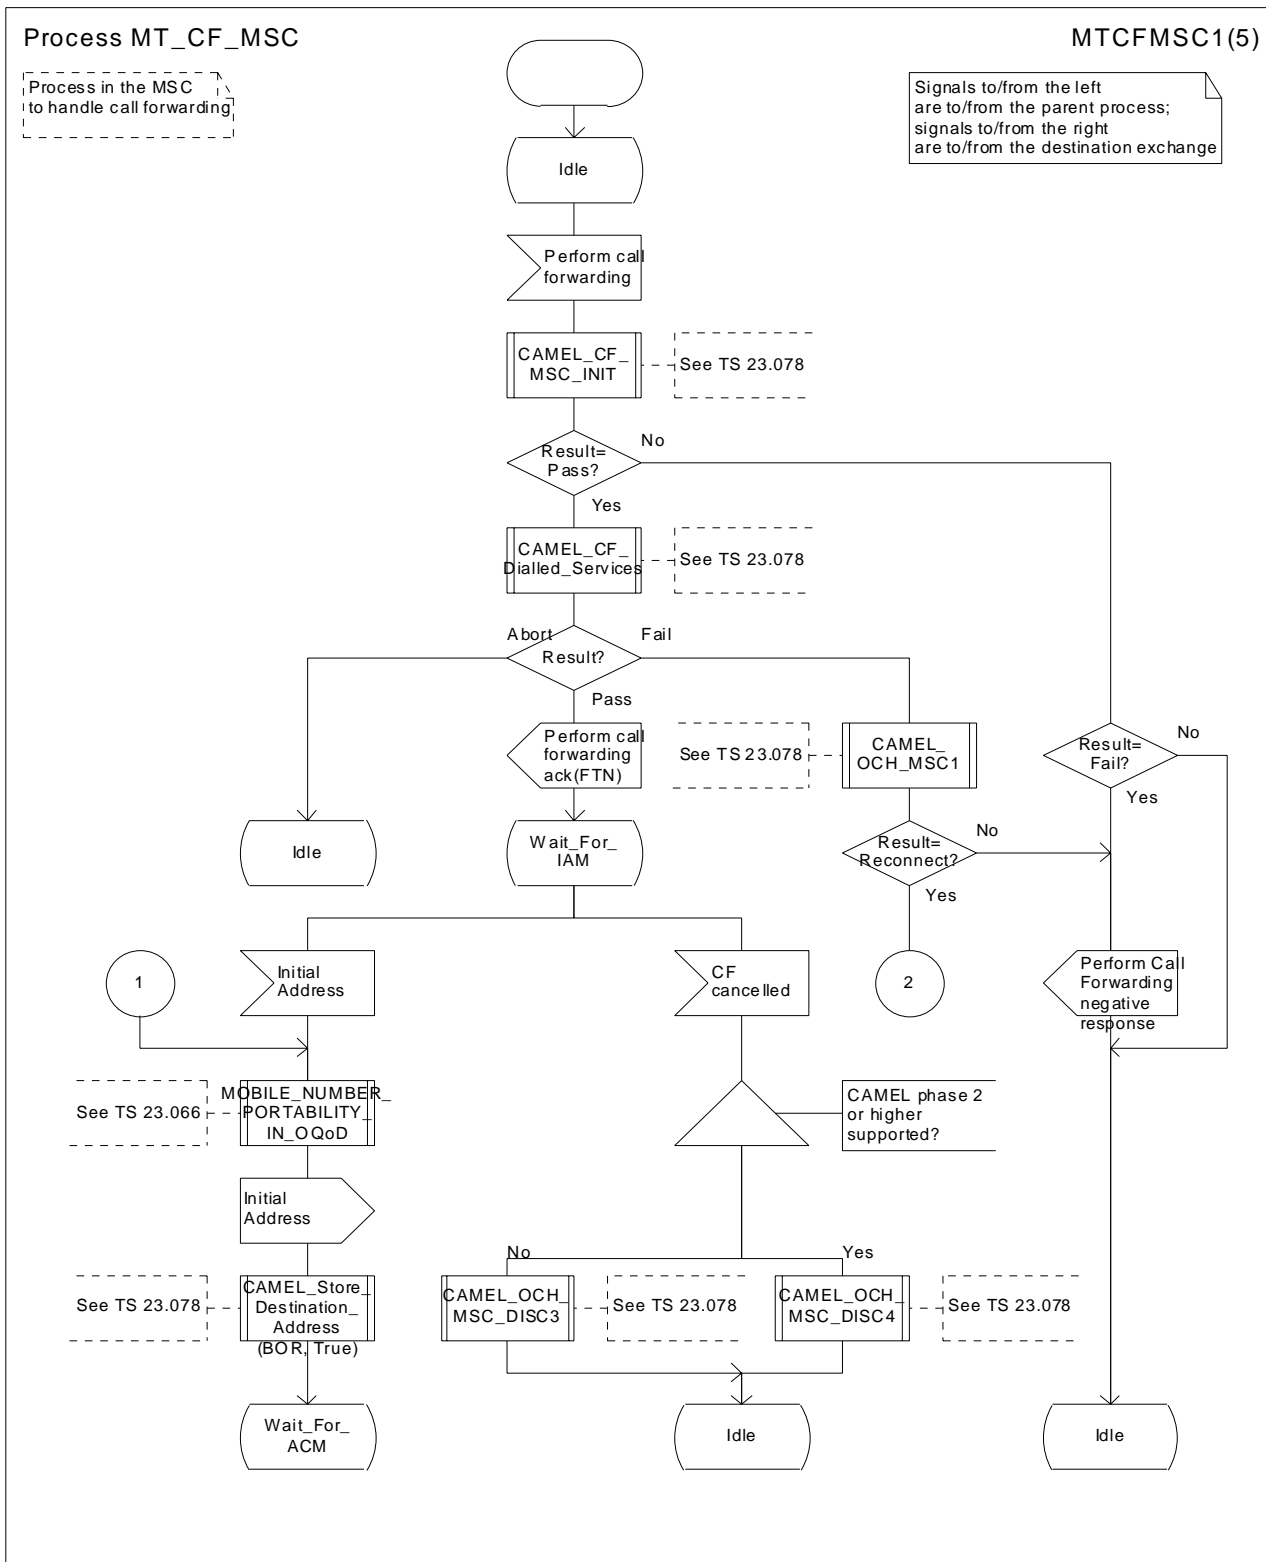 Process MT_CF_MSC
MTCFMSC1(5)
Process in the MSC
to handle call forwarding
Signals to/from the left
are to/from the parent process;
signals to/from the right
are to/from the destination exchange
Idle
Perform call
forwarding
CAMEL_CF_
MSC_INIT
See TS 23.078
Result=
Pass?
No
Yes
CAMEL_CF_
Dialled_Services
See TS 23.078
Abort
Fail
Result?
Pass
Perform call
forwarding
ack(FTN)
See TS 23.078
CAMEL_
OCH_MSC1
Result=
Fail?
No
Yes
Idle
Wait_For_
IAM
Result=
Reconnect?
No
Yes
1
Initial
Address
CF
cancelled
2
Perform Call
Forwarding
negative
response
See TS 23.066
MOBILE_NUMBER_
PORTABILITY_
IN_OQoD
CAMEL phase 2
or higher
supported?
Initial
Address
No
Yes
See TS 23.078
CAMEL_Store_
Destination_
Address
(BOR, True)
CAMEL_OCH_
MSC_DISC3
See TS 23.078
CAMEL_OCH_
MSC_DISC4
See TS 23.078
Wait_For_
ACM
Idle
Idle